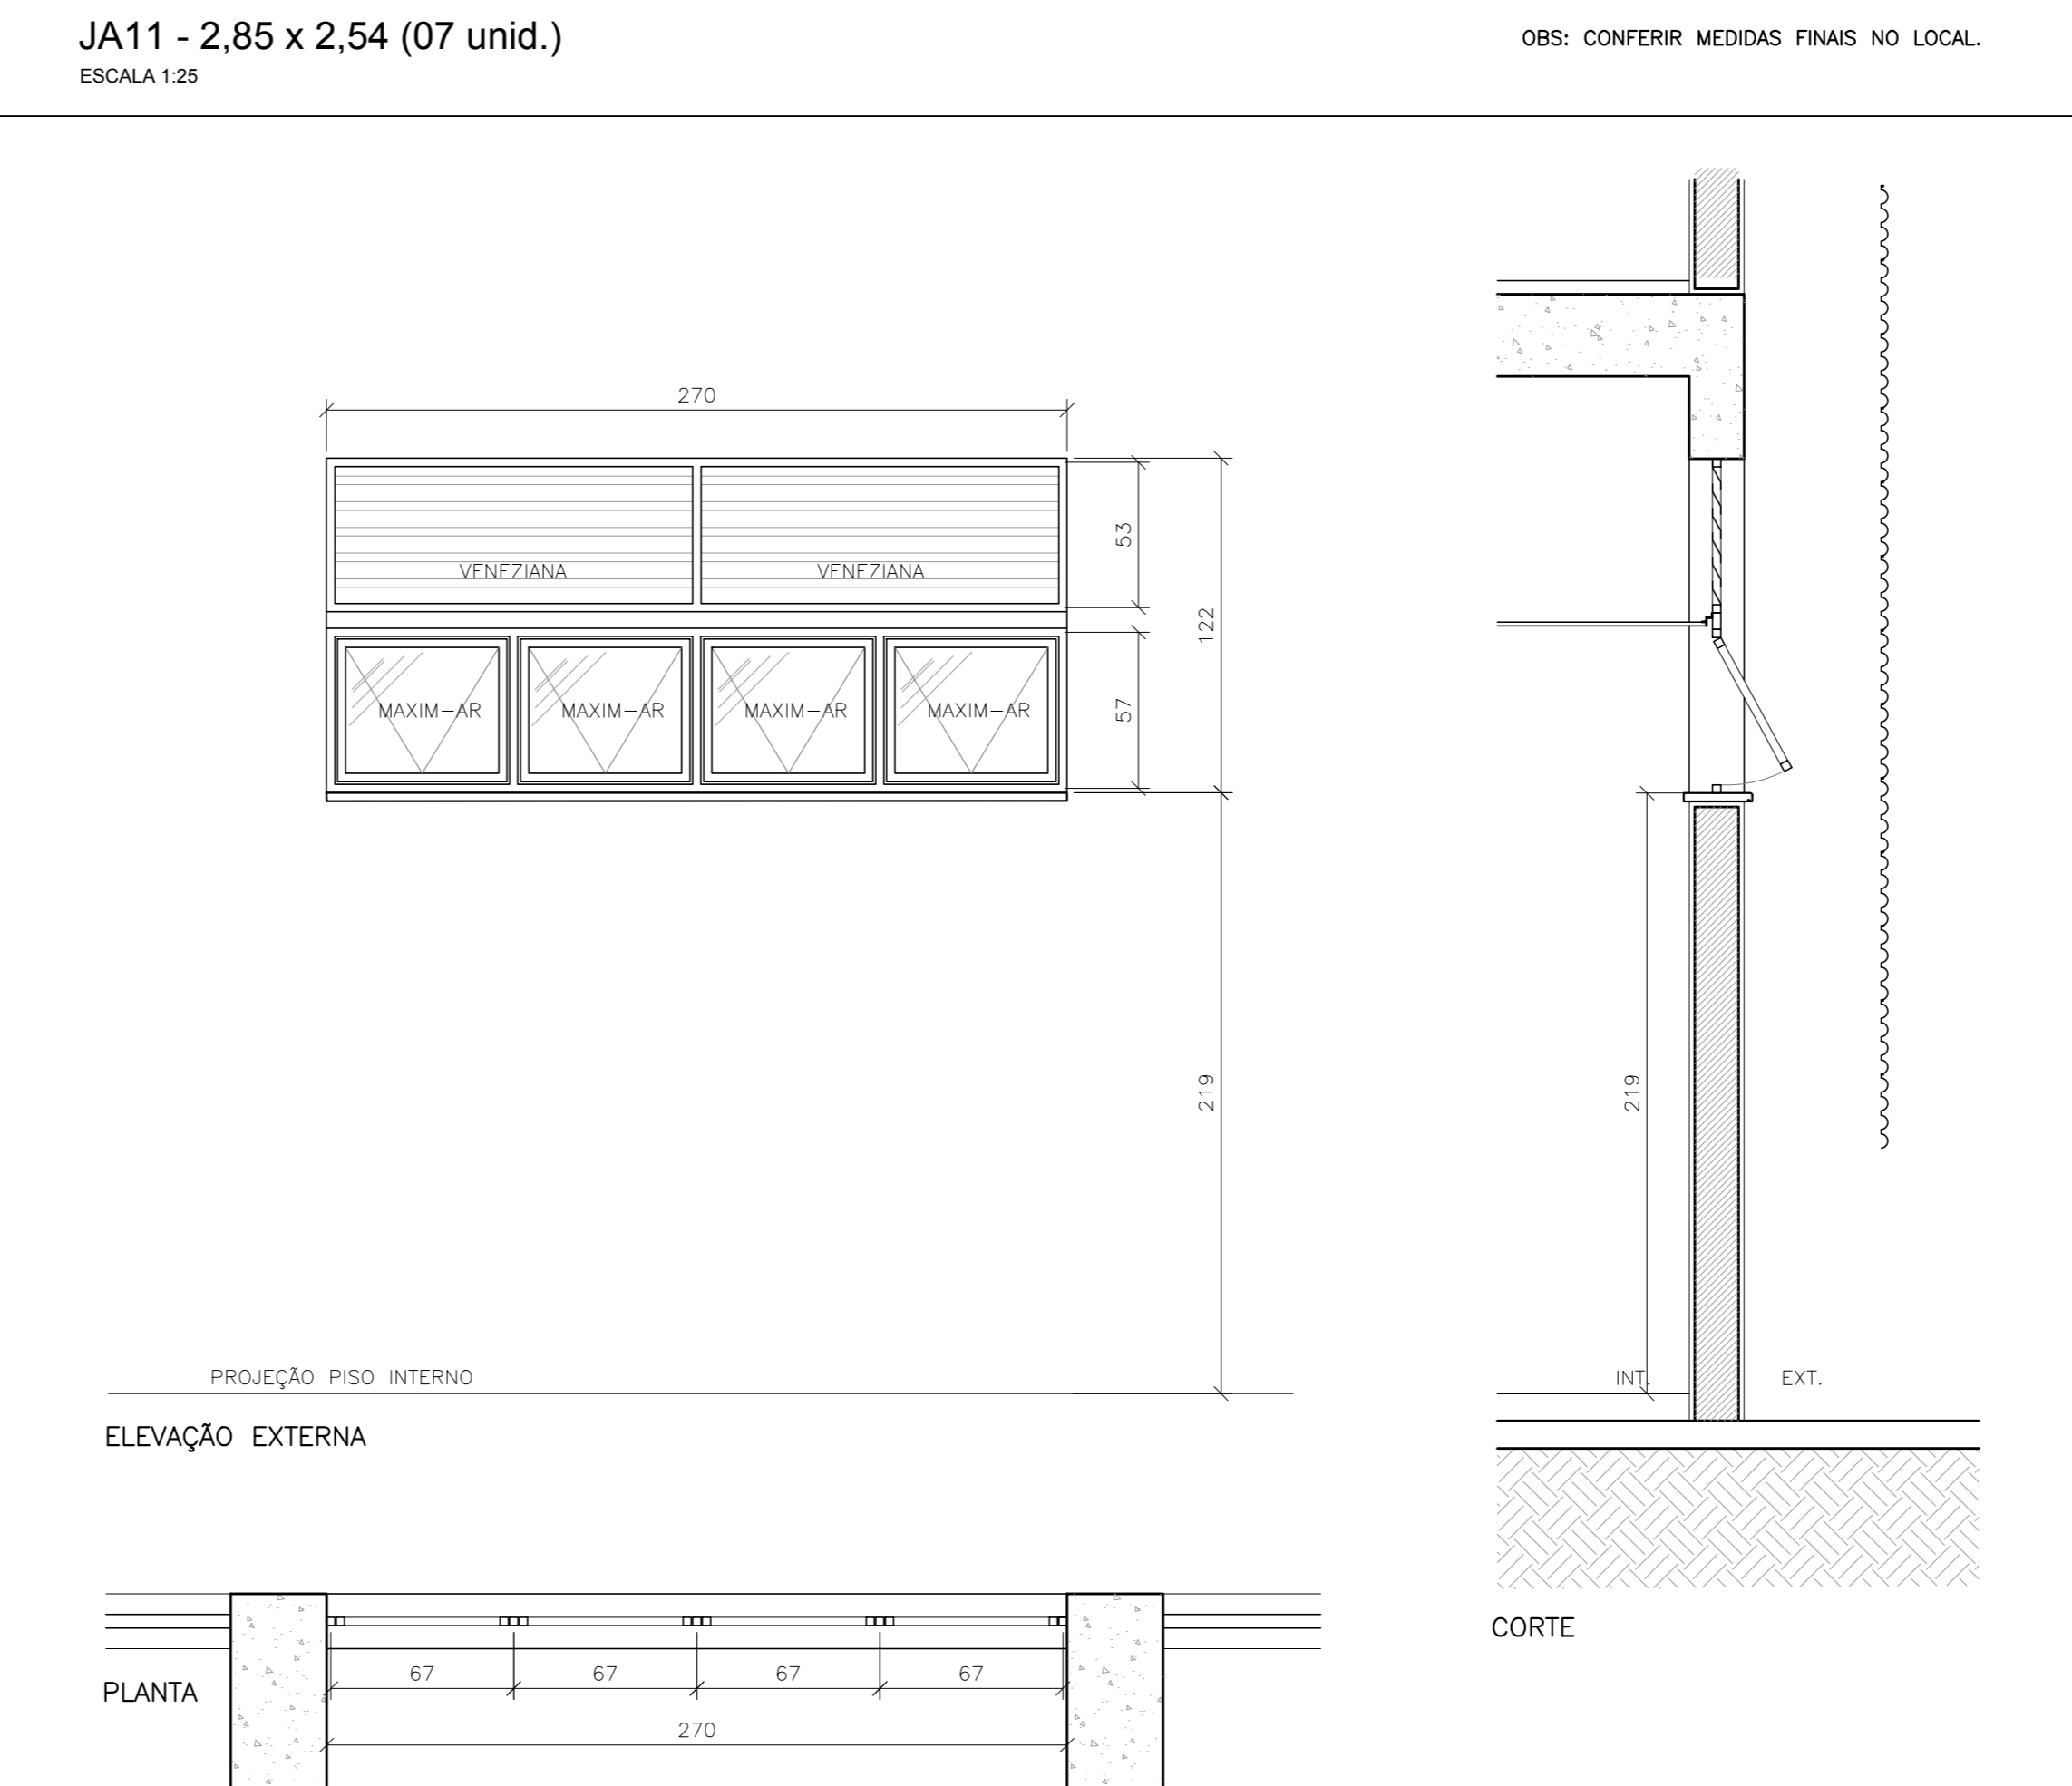 JA11 - 2,85 x 2,54 (07 unid.)
ESCALA 1:25
OBS: CONFERIR MEDIDAS FINAIS NO LOCAL.
270
VENEZIANA VENEZIANA
53
122
MAXIM-AR MAXIM-AR MAXIM-AR MAXIM-AR
57
219
219
PROJEÇÃO PISO INTERNO
INT. EXT.
ELEVAÇÃO EXTERNA
CORTE
67 67 67 67
PLANTA
270